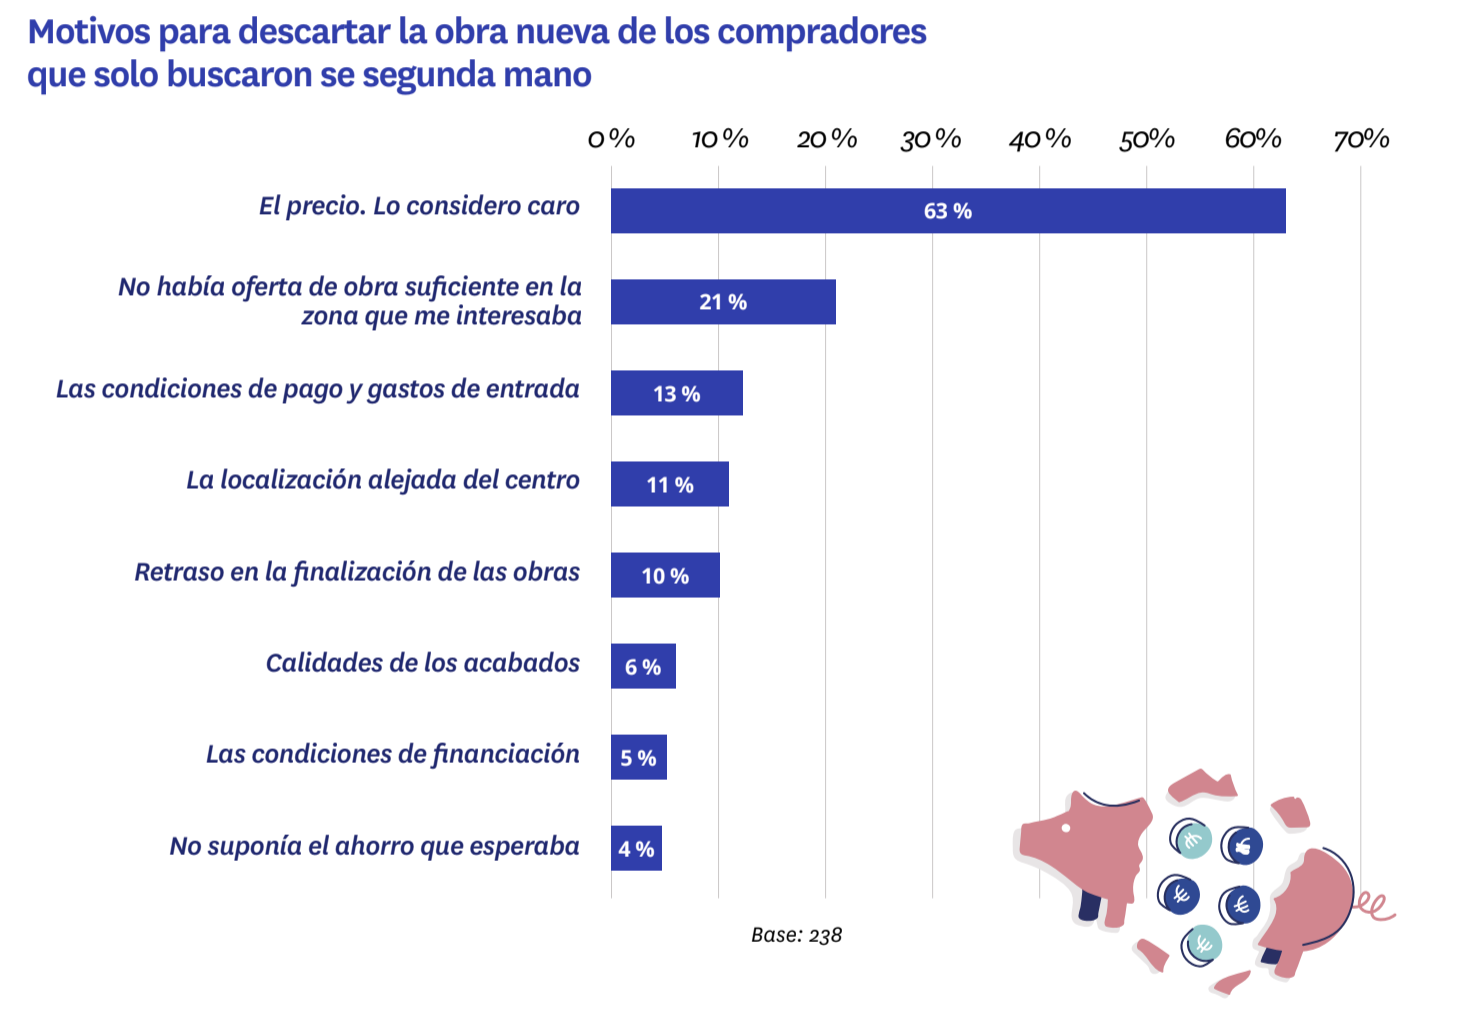 Motivos para descartar la obra nueva de los compradores
que solo buscaron se segunda mano
0 % 10 % 20 % 30 % 40 % 50% 60% 70%
El precio. Lo considero caro 63 %
No había oferta de obra suficiente en la
zona que me interesaba 21 %
Las condiciones de pago y gastos de entrada 13 %
La localización alejada del centro 11 %
Retraso en la finalización de las obras 10 %
Calidades de los acabados 6 %
Las condiciones de financiación 5 %
No suponía el ahorro que esperaba 4 %
€ €
€ €
€
Base: 238